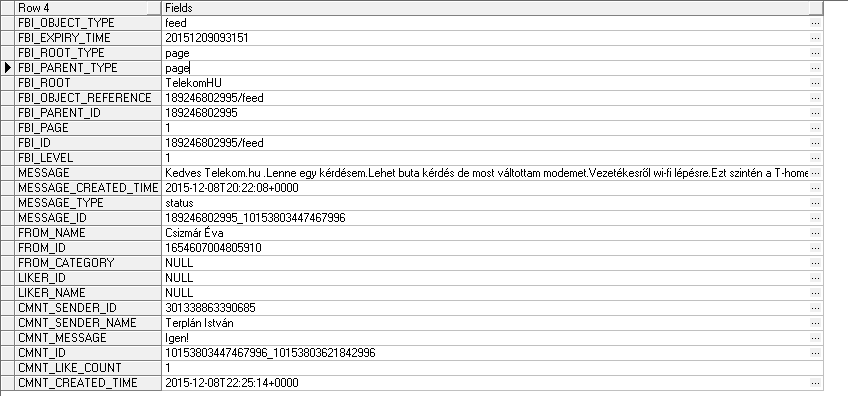 Row 4 Fields
FBI_OBJECT_TYPE feed
FBI_EXPIRY_TIME 20151209093151
FBI_ROOT_TYPE page
FBI_PARENT_TYPE page
FBI_ROOT TelekomHU
FBI_OBJECT_REFERENCE 189246802995/feed
FBI_PARENT_ID 189246802995
FBI_PAGE 1
FBI_ID 189246802995/feed
FBI_LEVEL 1
MESSAGE Kedves Telekom.hu .Lenne egy kérdésem.Lehet buta kérdés de most váltottam modemet.Vezetékesről wi-fi lépésre.Ezt szintén a T-home
MESSAGE_CREATED_TIME 2015-12-08T20:22:08+0000
MESSAGE_TYPE status
MESSAGE_ID 189246802995_10153803447467996
FROM_NAME Csizmár Éva
FROM_ID 1654607004805910
FROM_CATEGORY NULL
LIKER_ID NULL
LIKER_NAME NULL
CMNT_SENDER_ID 301338863390685
CMNT_SENDER_NAME Terplán István
CMNT_MESSAGE Igen!
CMNT_ID 10153803447467996_10153803621842996
CMNT_LIKE_COUNT 1
CMNT_CREATED_TIME 2015-12-08T22:25:14+0000